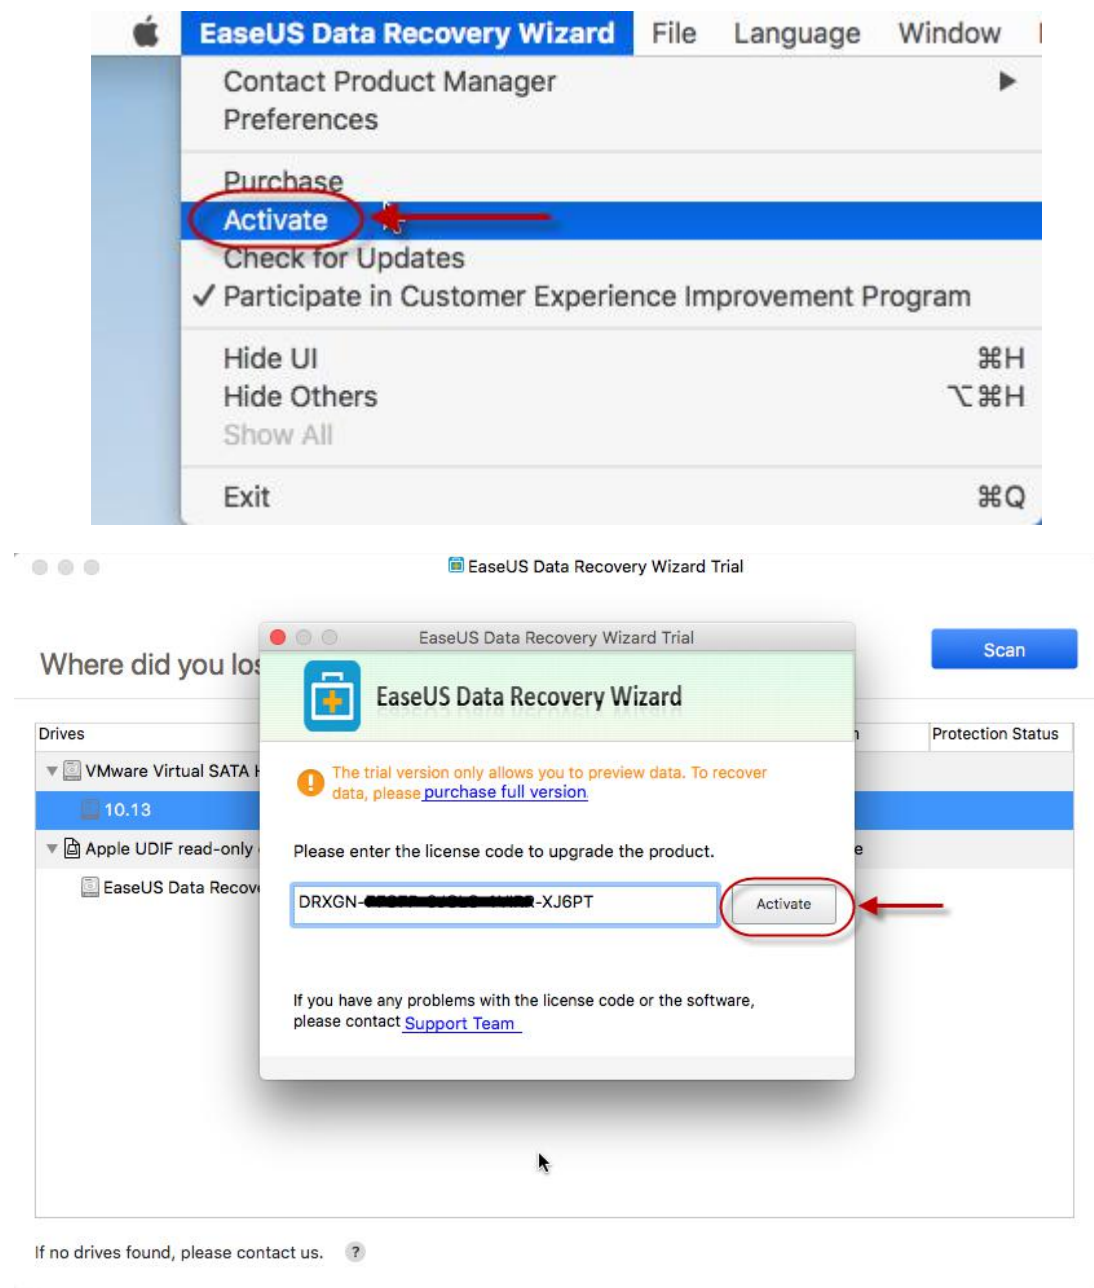 EaseUS Data Recovery Wizard File Language Window
Contact Product Manager ▶
Preferences
Purchase
Activate
Check for Updates
✓ Participate in Customer Experience Improvement Program
Hide UI ⌘H
Hide Others ⌥⌘H
Show All
Exit ⌘Q
EaseUS Data Recovery Wizard Trial
EaseUS Data Recovery Wizard Trial
Scan
Where did you los
EaseUS Data Recovery Wizard
Drives Protection Status
VMware Virtual SATA H
The trial version only allows you to preview data. To recover
data, please purchase full version
10.13
Apple UDIF read-only
Please enter the license code to upgrade the product.
EaseUS Data Recov
DRXGN- -XJ6PT
Activate
If you have any problems with the license code or the software,
please contact Support Team
If no drives found, please contact us. ?